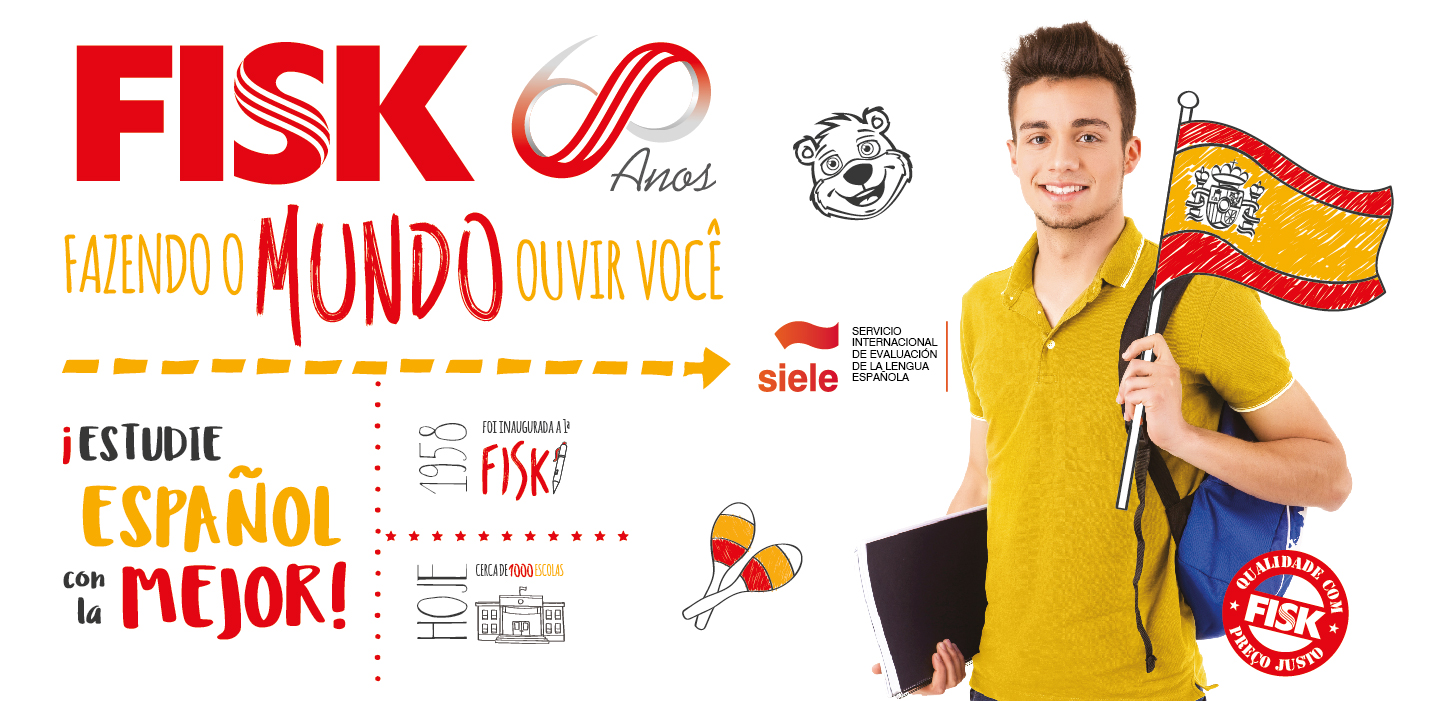 FISK
60
Anos
FAZENDO O MUNDO OUVIR VOCÊ
siele
SERVICIO
INTERNACIONAL
DE EVALUACIÓN
DE LA LENGUA
ESPAÑOLA
¡ESTUDIE
ESPAÑOL
con
la
MEJOR!
1958
FOI INAUGURADA A 1ª
FISK
HOJE
CERCA DE 1000 ESCOLAS
QUALIDADE COM
FISK
PREÇO JUSTO